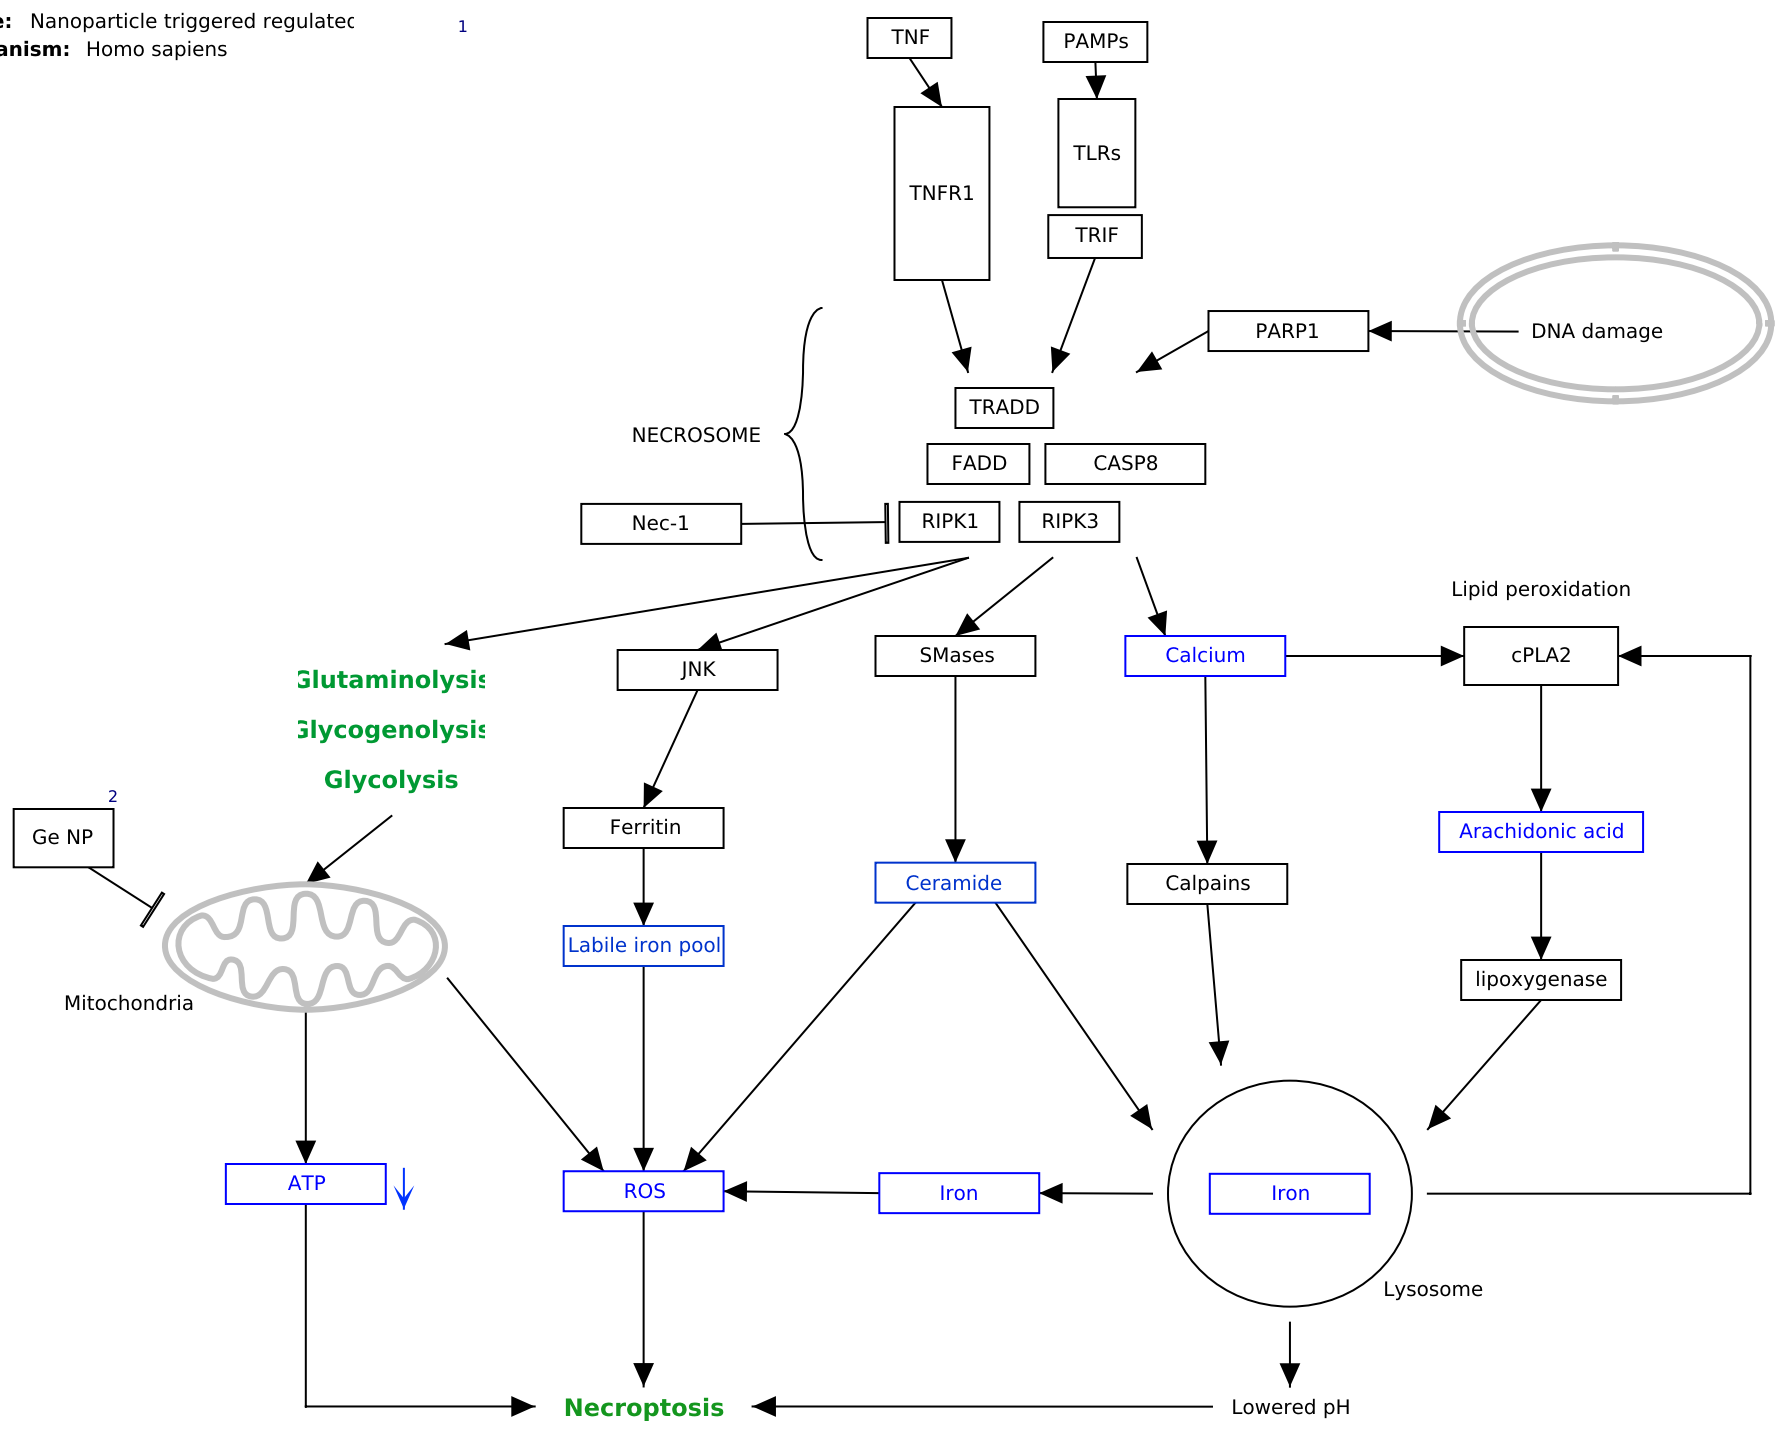 e: Nanoparticle triggered regulated
1
anism: Homo sapiens
TNF
PAMPs
TLRs
TNFR1
TRIF
PARP1
DNA damage
TRADD
NECROSOME
FADD
CASP8
Nec-1
RIPK1
RIPK3
Lipid peroxidation
Glutaminolysis
JNK
SMases
Calcium
cPLA2
Glycogenolysis
Glycolysis
2
Ge NP
Ferritin
Arachidonic acid
Ceramide
Calpains
Labile iron pool
lipoxygenase
Mitochondria
ATP
ROS
Iron
Iron
Lysosome
Necroptosis
Lowered pH